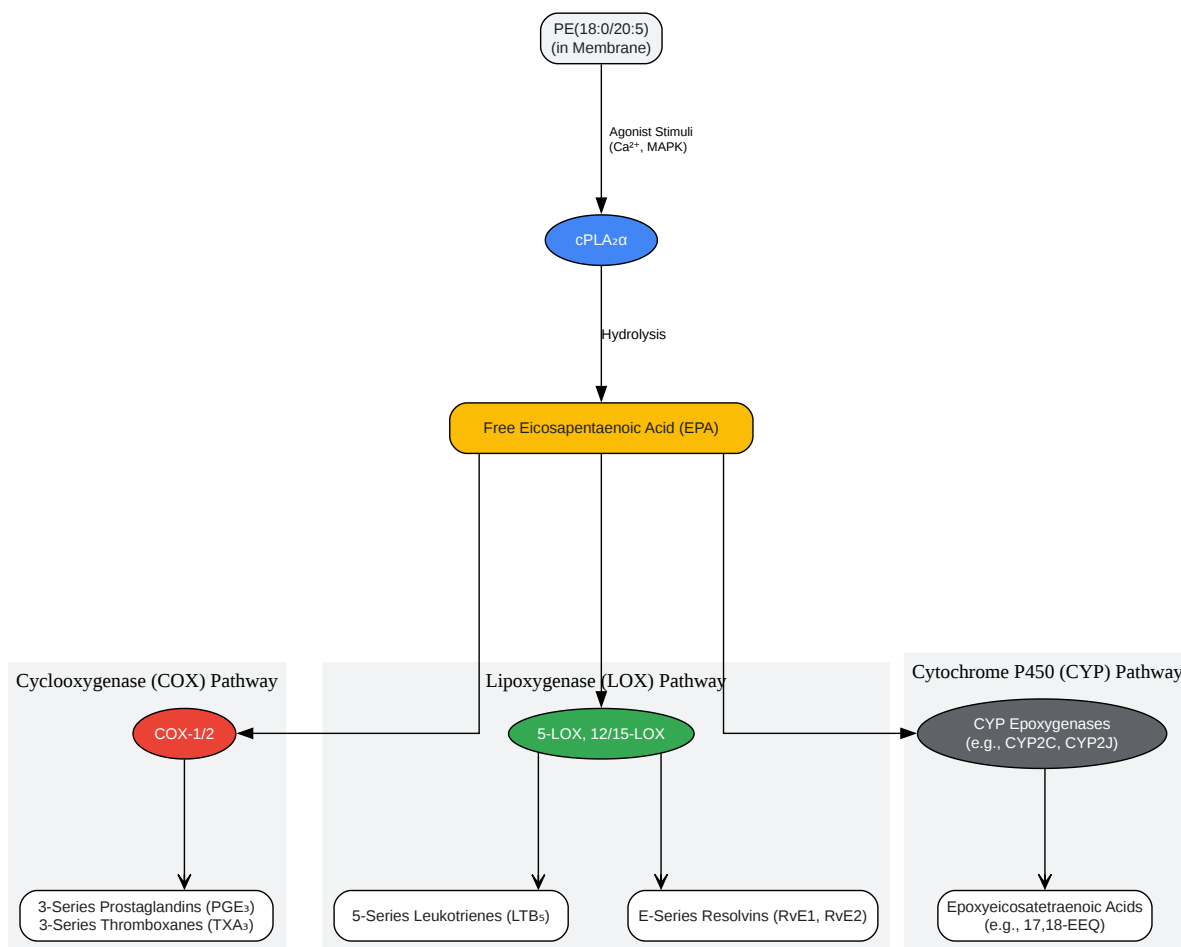 PE(18:0/20:5)
(in Membrane)
Agonist Stimuli
(Ca²⁺, MAPK)
cPLA₂α
Hydrolysis
Free Eicosapentaenoic Acid (EPA)
Cyclooxygenase (COX) Pathway
Lipoxygenase (LOX) Pathway
Cytochrome P450 (CYP) Pathway
COX-1/2
5-LOX, 12/15-LOX
CYP Epoxygenases
(e.g., CYP2C, CYP2J)
3-Series Prostaglandins (PGE₃)
3-Series Thromboxanes (TXA₃)
5-Series Leukotrienes (LTB₅)
E-Series Resolvins (RvE1, RvE2)
Epoxyeicosatetraenoic Acids
(e.g., 17,18-EEQ)